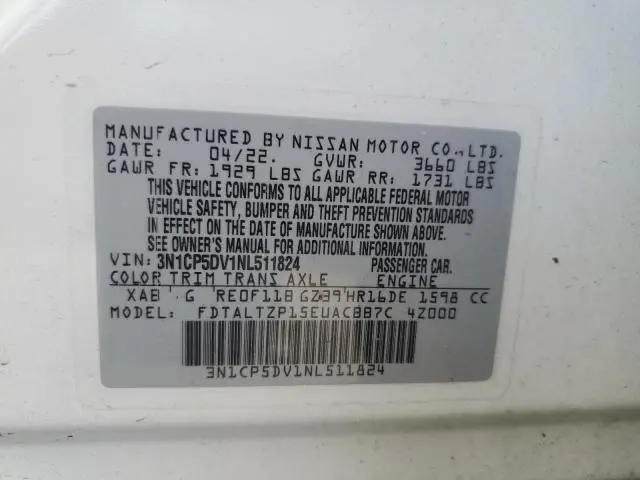 MANUFACTURED BY NISSAN MOTOR CO., LTD.
DATE: 04/22. GVWR: 3660 LBS
GAWR FR: 1929 LBS GAWR RR: 1731 LBS
THIS VEHICLE CONFORMS TO ALL APPLICABLE FEDERAL MOTOR
VEHICLE SAFETY, BUMPER AND THEFT PREVENTION STANDARDS
IN EFFECT ON THE DATE OF MANUFACTURE SHOWN ABOVE.
SEE OWNER'S MANUAL FOR ADDITIONAL INFORMATION.
VIN: 3N1CP5DV1NL511824 PASSENGER CAR.
COLOR TRIM TRANS AXLE ENGINE
XAB G RE0F11B GZ39 HR16DE 1598 CC
MODEL: FDTALTZP15EUACBB7C 4Z000
3N1CP5DV1NL511824